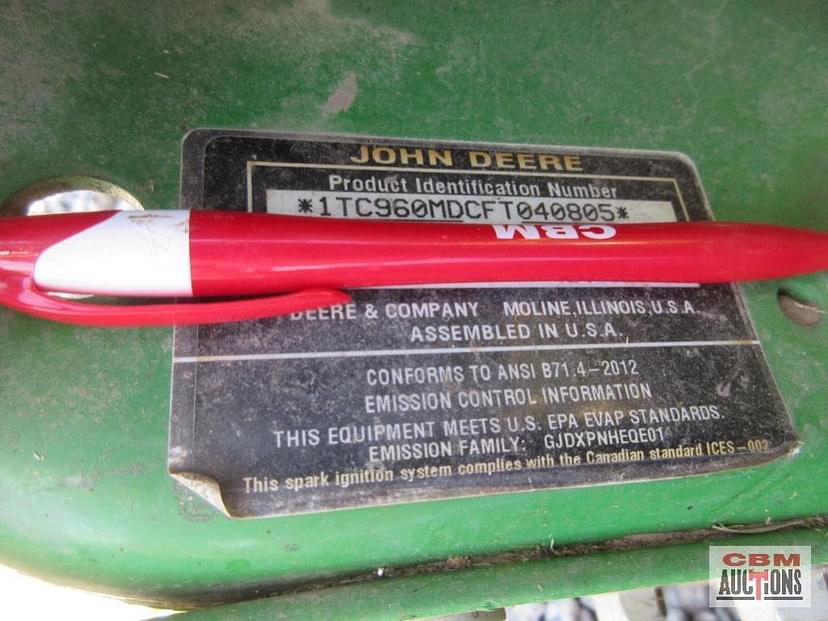 JOHN DEERE
Product Identification Number
*1TC960MDCFT040805*
CBM
DEERE & COMPANY MOLINE, ILLINOIS, U.S.A.
ASSEMBLED IN U.S.A.
CONFORMS TO ANSI B71.4-2012
EMISSION CONTROL INFORMATION
THIS EQUIPMENT MEETS U.S. EPA EVAP STANDARDS.
EMISSION FAMILY: GJDXPNHEQE01
This spark ignition system complies with the Canadian standard ICES-002
CBM
AUCTIONS